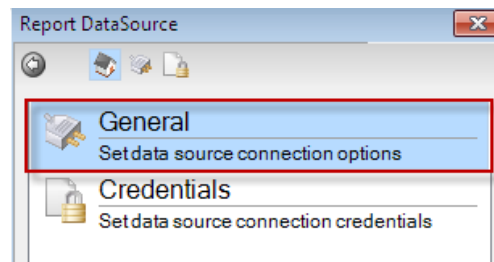 Report DataSource
General
Set data source connection options
Credentials
Set data source connection credentials